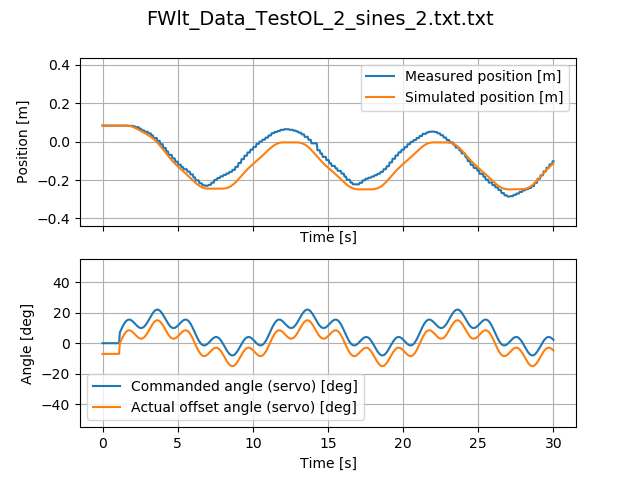 FWlt_Data_TestOL_2_sines_2.txt.txt
0.4
0.2
0.0
−0.2
−0.4
Position [m]
Measured position [m]
Simulated position [m]
Time [s]
40
20
0
−20
−40
Angle [deg]
Commanded angle (servo) [deg]
Actual offset angle (servo) [deg]
0 5 10 15 20 25 30
Time [s]